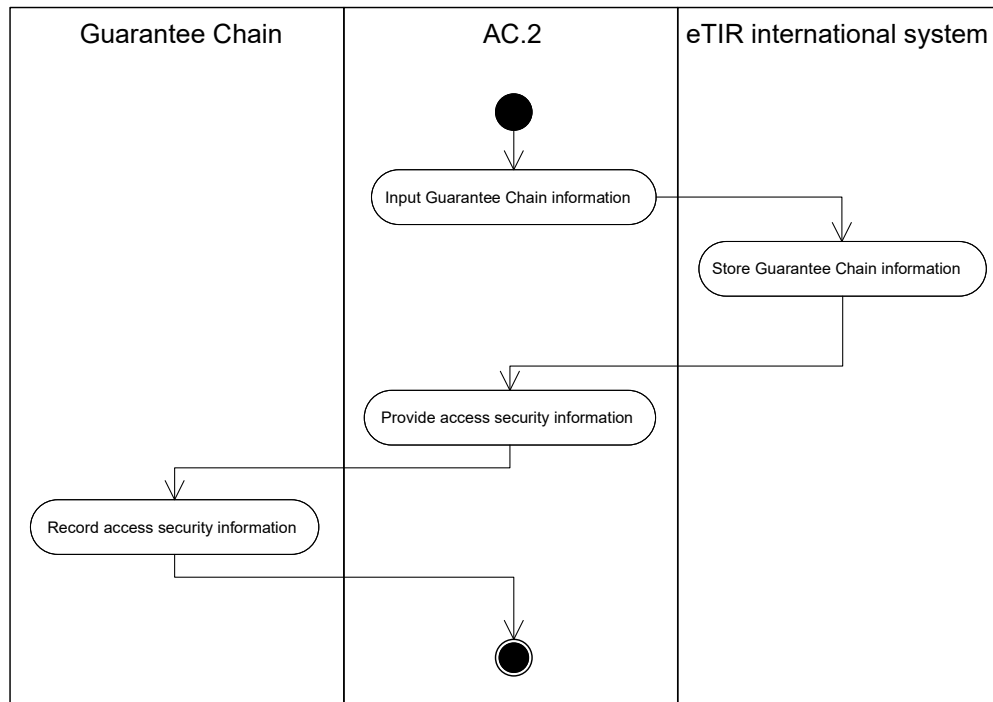 Guarantee Chain
AC.2
eTIR international system
Input Guarantee Chain information
Store Guarantee Chain information
Provide access security information
Record access security information